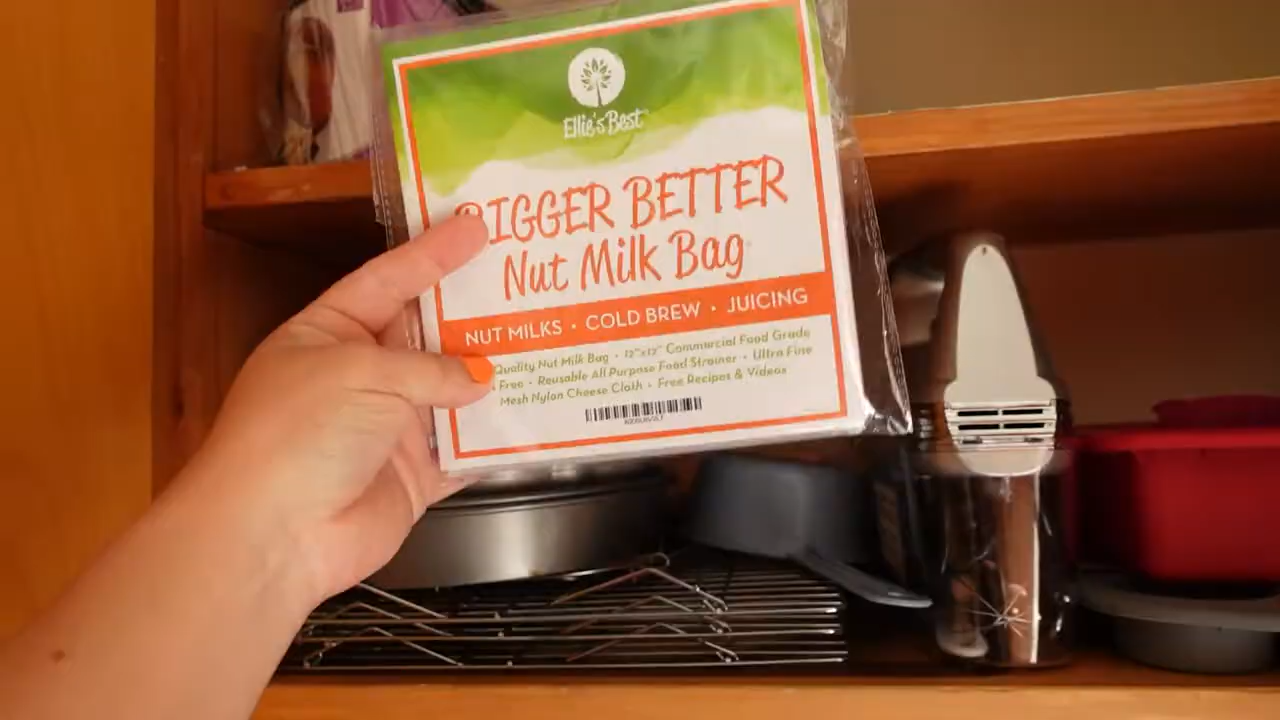 Ellie's Best
BIGGER BETTER
Nut Milk Bag
NUT MILKS • COLD BREW • JUICING
Quality Nut Milk Bag • 12"x12" Commercial Food Grade
Free • Reusable All Purpose Food Strainer • Ultra Fine
Mesh Nylon Cheese Cloth • Free Recipes & Videos